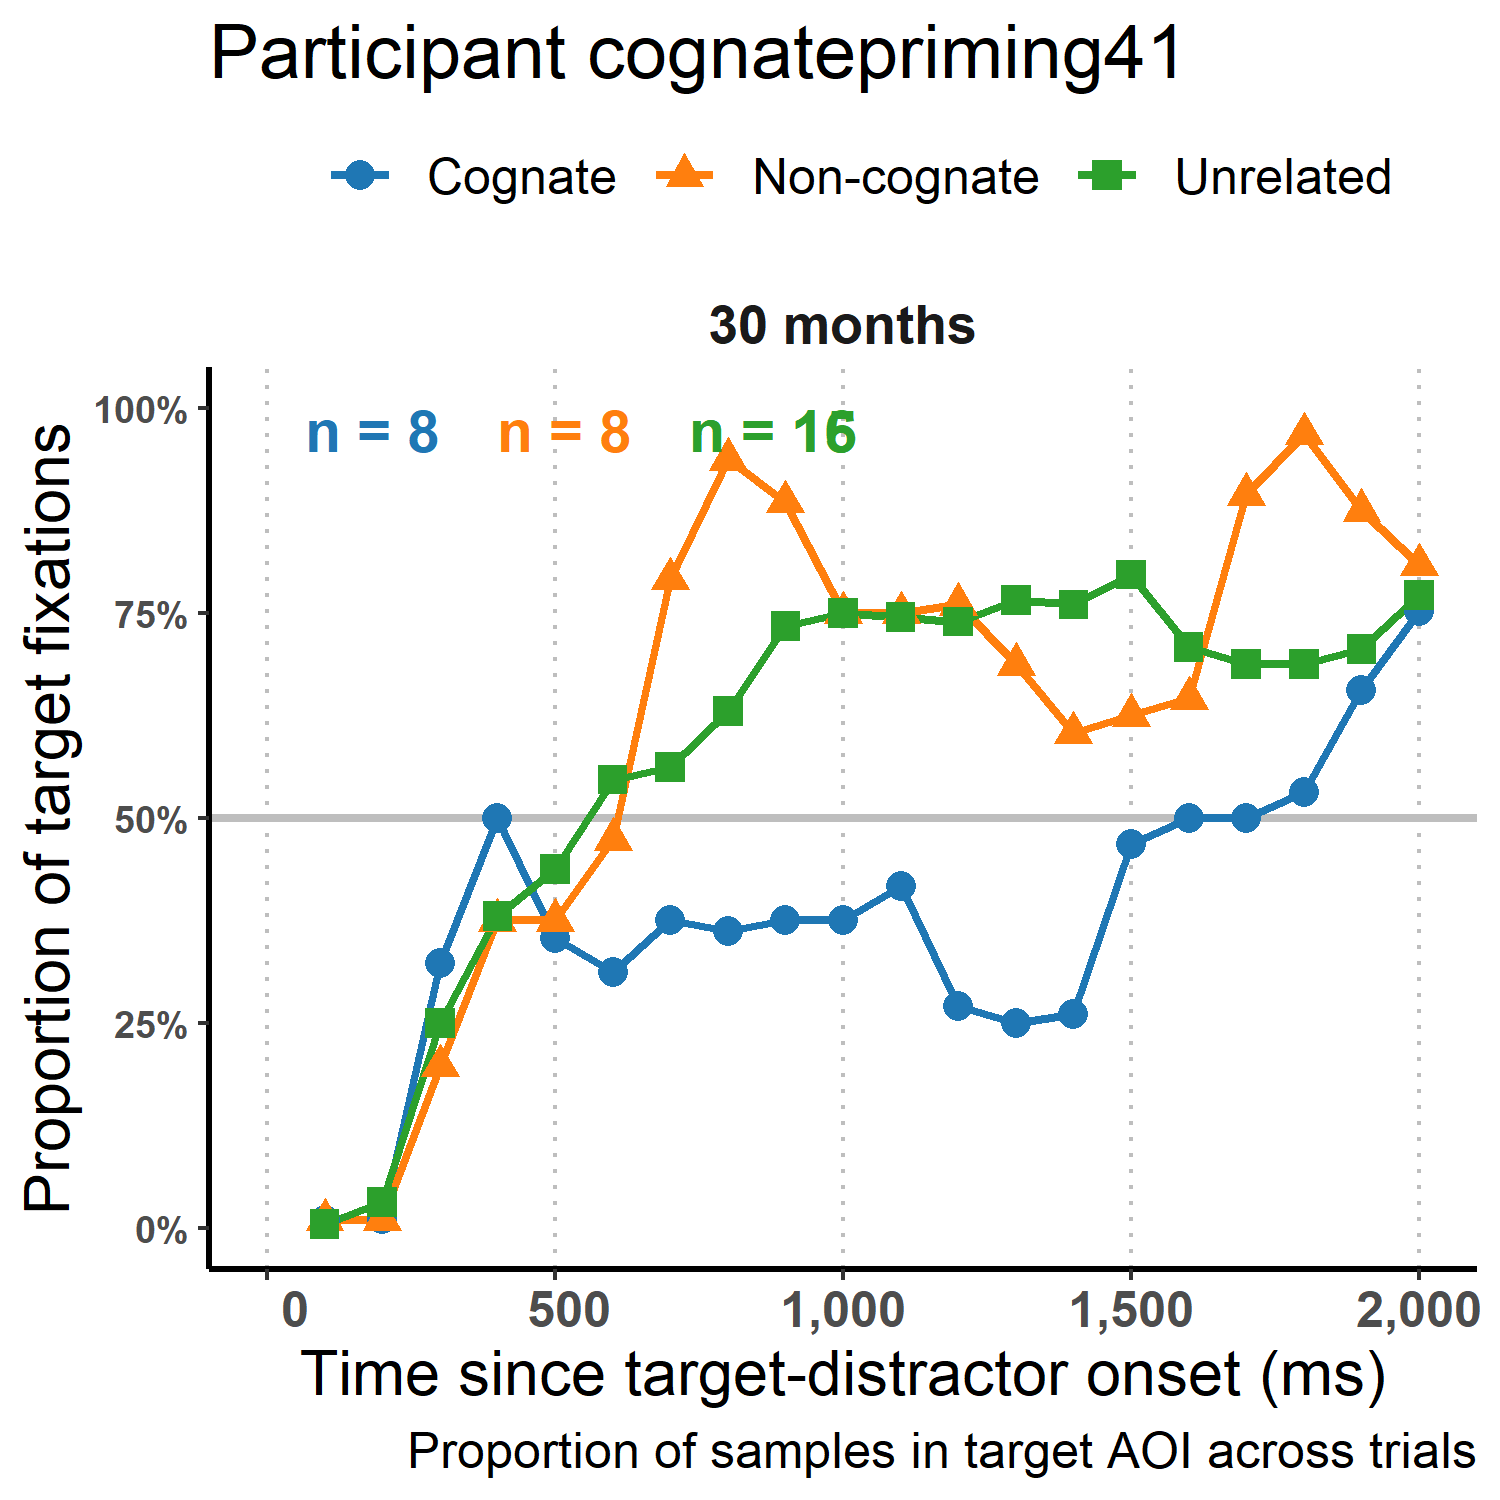 Participant cognatepriming41
Cognate Non-cognate Unrelated
30 months
100%
75%
50%
25%
0%
n = 8 n = 8 n =
Proportion of target fixations
0 500 1,000 1,500 2,000
Time since target-distractor onset (ms)
Proportion of samples in target AOI across trials